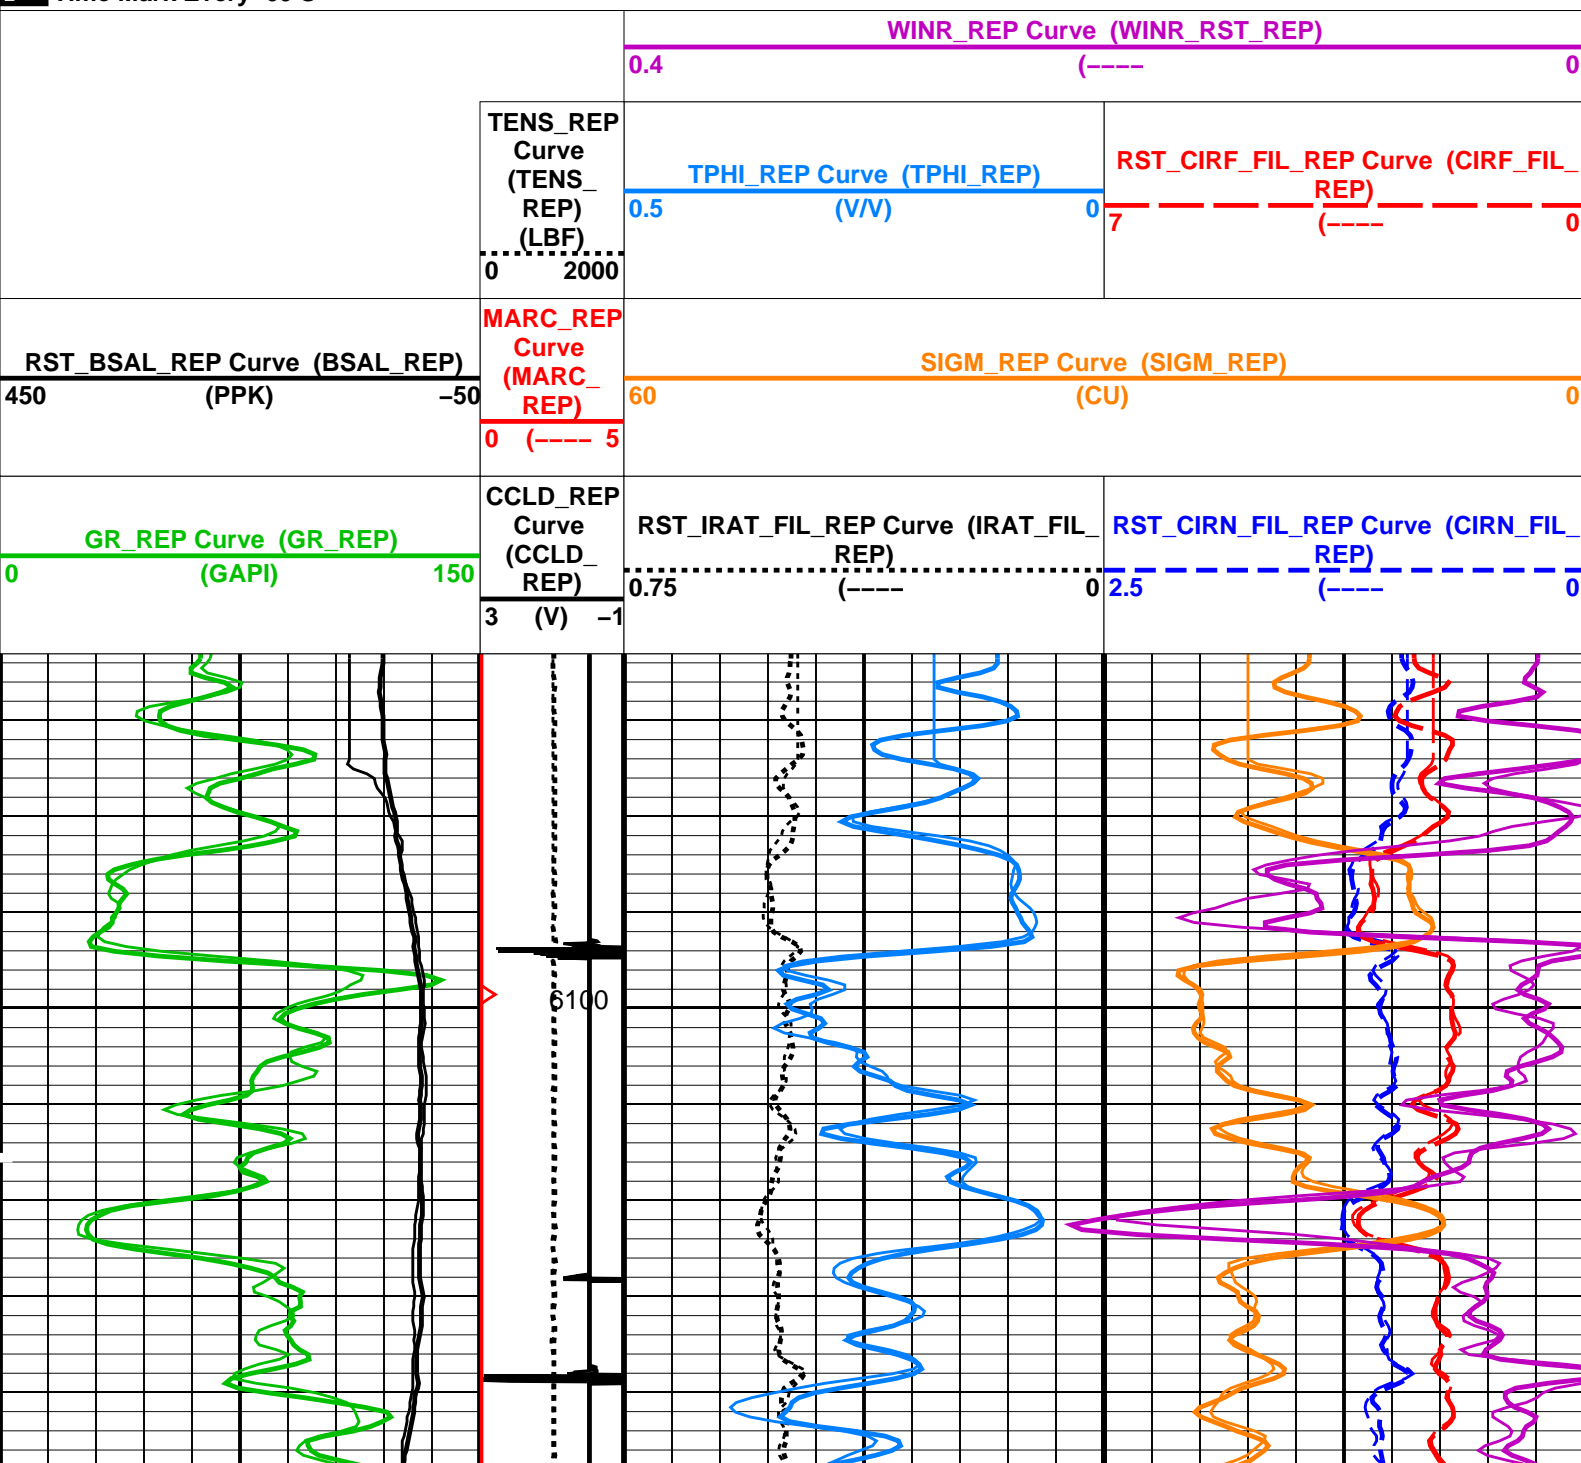 WINR_REP Curve (WINR_RST_REP)
0.4 (−−−− 0
TENS_REP
Curve
(TENS_
REP)
(LBF)
0 2000
TPHI_REP Curve (TPHI_REP)
0.5 (V/V) 0
RST_CIRF_FIL_REP Curve (CIRF_FIL_
REP)
7 (−−−− 0
RST_BSAL_REP Curve (BSAL_REP)
450 (PPK) −50
MARC_REP
Curve
(MARC_
REP)
0 (−−−− 5
SIGM_REP Curve (SIGM_REP)
60 (CU) 0
GR_REP Curve (GR_REP)
0 (GAPI) 150
CCLD_REP
Curve
(CCLD_
REP)
3 (V) −1
RST_IRAT_FIL_REP Curve (IRAT_FIL_
REP)
0.75 (−−−− 0
RST_CIRN_FIL_REP Curve (CIRN_FIL_
REP)
2.5 (−−−− 0
6100